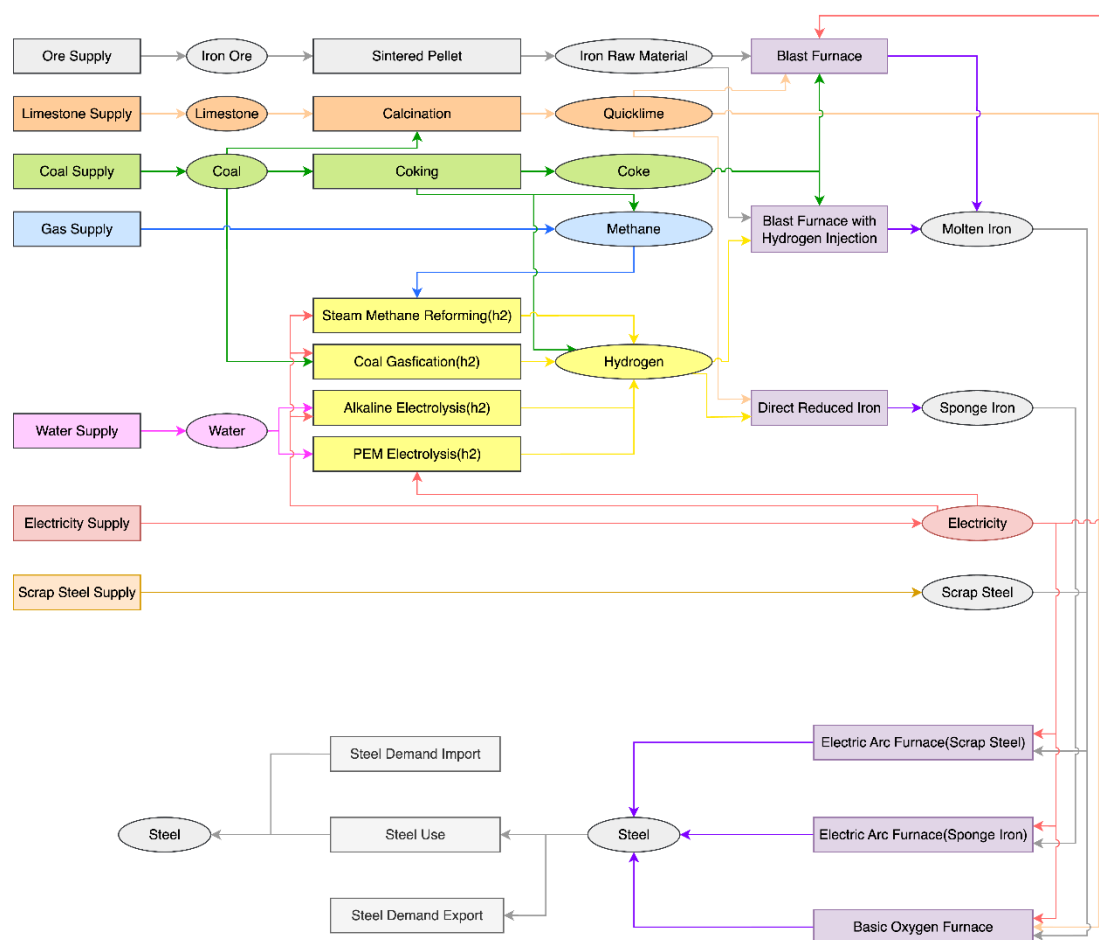 Ore Supply
Iron Ore
Sintered Pellet
Iron Raw Material
Blast Furnace
Limestone Supply
Limestone
Calcination
Quicklime
Coal Supply
Coal
Coking
Coke
Gas Supply
Methane
Blast Furnace with
Hydrogen Injection
Molten Iron
Steam Methane Reforming(h2)
Coal Gasfication(h2)
Hydrogen
Alkaline Electrolysis(h2)
Direct Reduced Iron
Sponge Iron
Water Supply
Water
PEM Electrolysis(h2)
Electricity Supply
Electricity
Scrap Steel Supply
Scrap Steel
Steel Demand Import
Electric Arc Furnace(Scrap Steel)
Steel
Steel Use
Steel
Electric Arc Furnace(Sponge Iron)
Steel Demand Export
Basic Oxygen Furnace